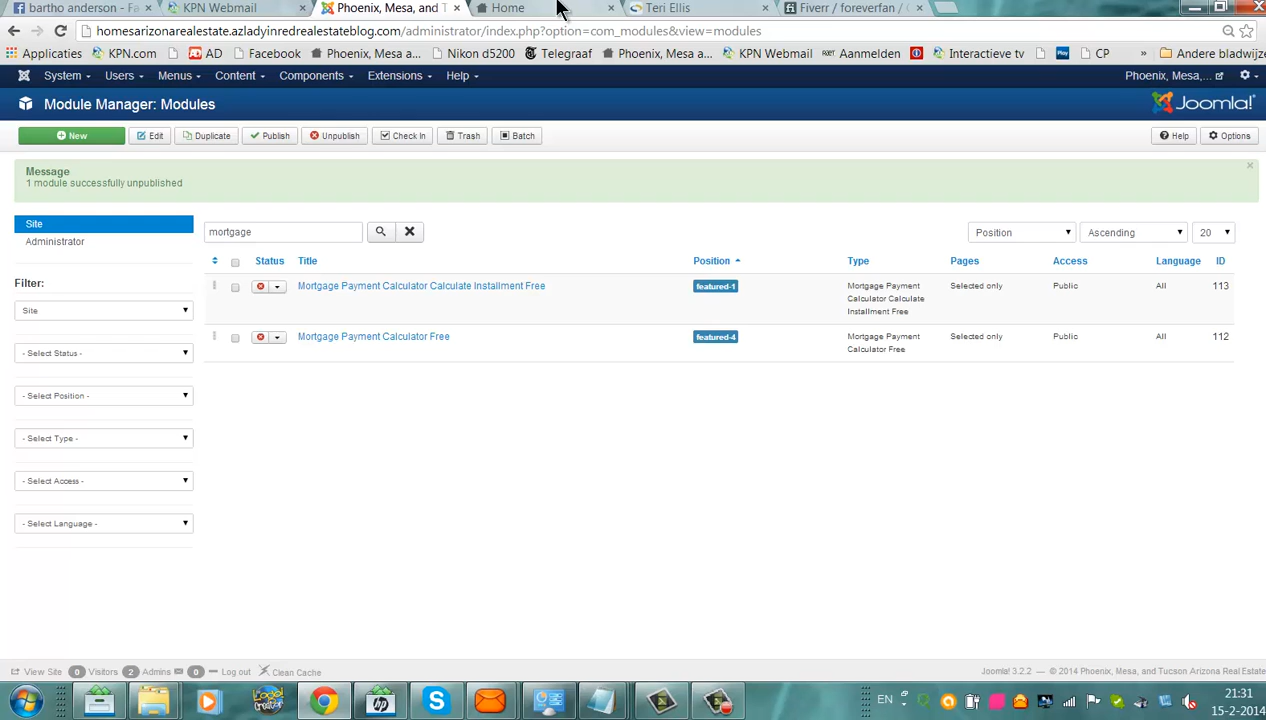 bartho anderson - Fa
KPN Webmail
Phoenix, Mesa, and T
Home
Teri Ellis
Fiverr / foreverfan /
homesarizonarealestate.azladyinredrealestateblog.com/administrator/index.php?option=com_modules&view=modules
Applicaties
KPN.com
AD
Facebook
Phoenix, Mesa a...
Nikon d5200
Telegraaf
Phoenix, Mesa, and...
KPN Webmail
Aanmelden
Interactieve tv
Play
CP
»
Andere bladwijze
System
Users
Menus
Content
Components
Extensions
Help
Phoenix, Mesa,...
Module Manager: Modules
Joomla!
New
Edit
Duplicate
Publish
Unpublish
Check In
Trash
Batch
Help
Options
Message
1 module successfully unpublished
Site
Administrator
mortgage
Position
Ascending
20
Status
Title
Position
Type
Pages
Access
Language
ID
Filter:
Site
- Select Status -
- Select Position -
- Select Type -
- Select Access -
- Select Language -
Mortgage Payment Calculator Calculate Installment Free
featured-1
Mortgage Payment
Calculator Calculate
Installment Free
Selected only
Public
All
113
Mortgage Payment Calculator Free
featured-4
Mortgage Payment
Calculator Free
Selected only
Public
All
112
View Site
0 Visitors
2 Admins
0
Log out
Clean Cache
Joomla! 3.2.2 — © 2014 Phoenix, Mesa, and Tucson Arizona Real Estate
EN
21:31
15-2-2014